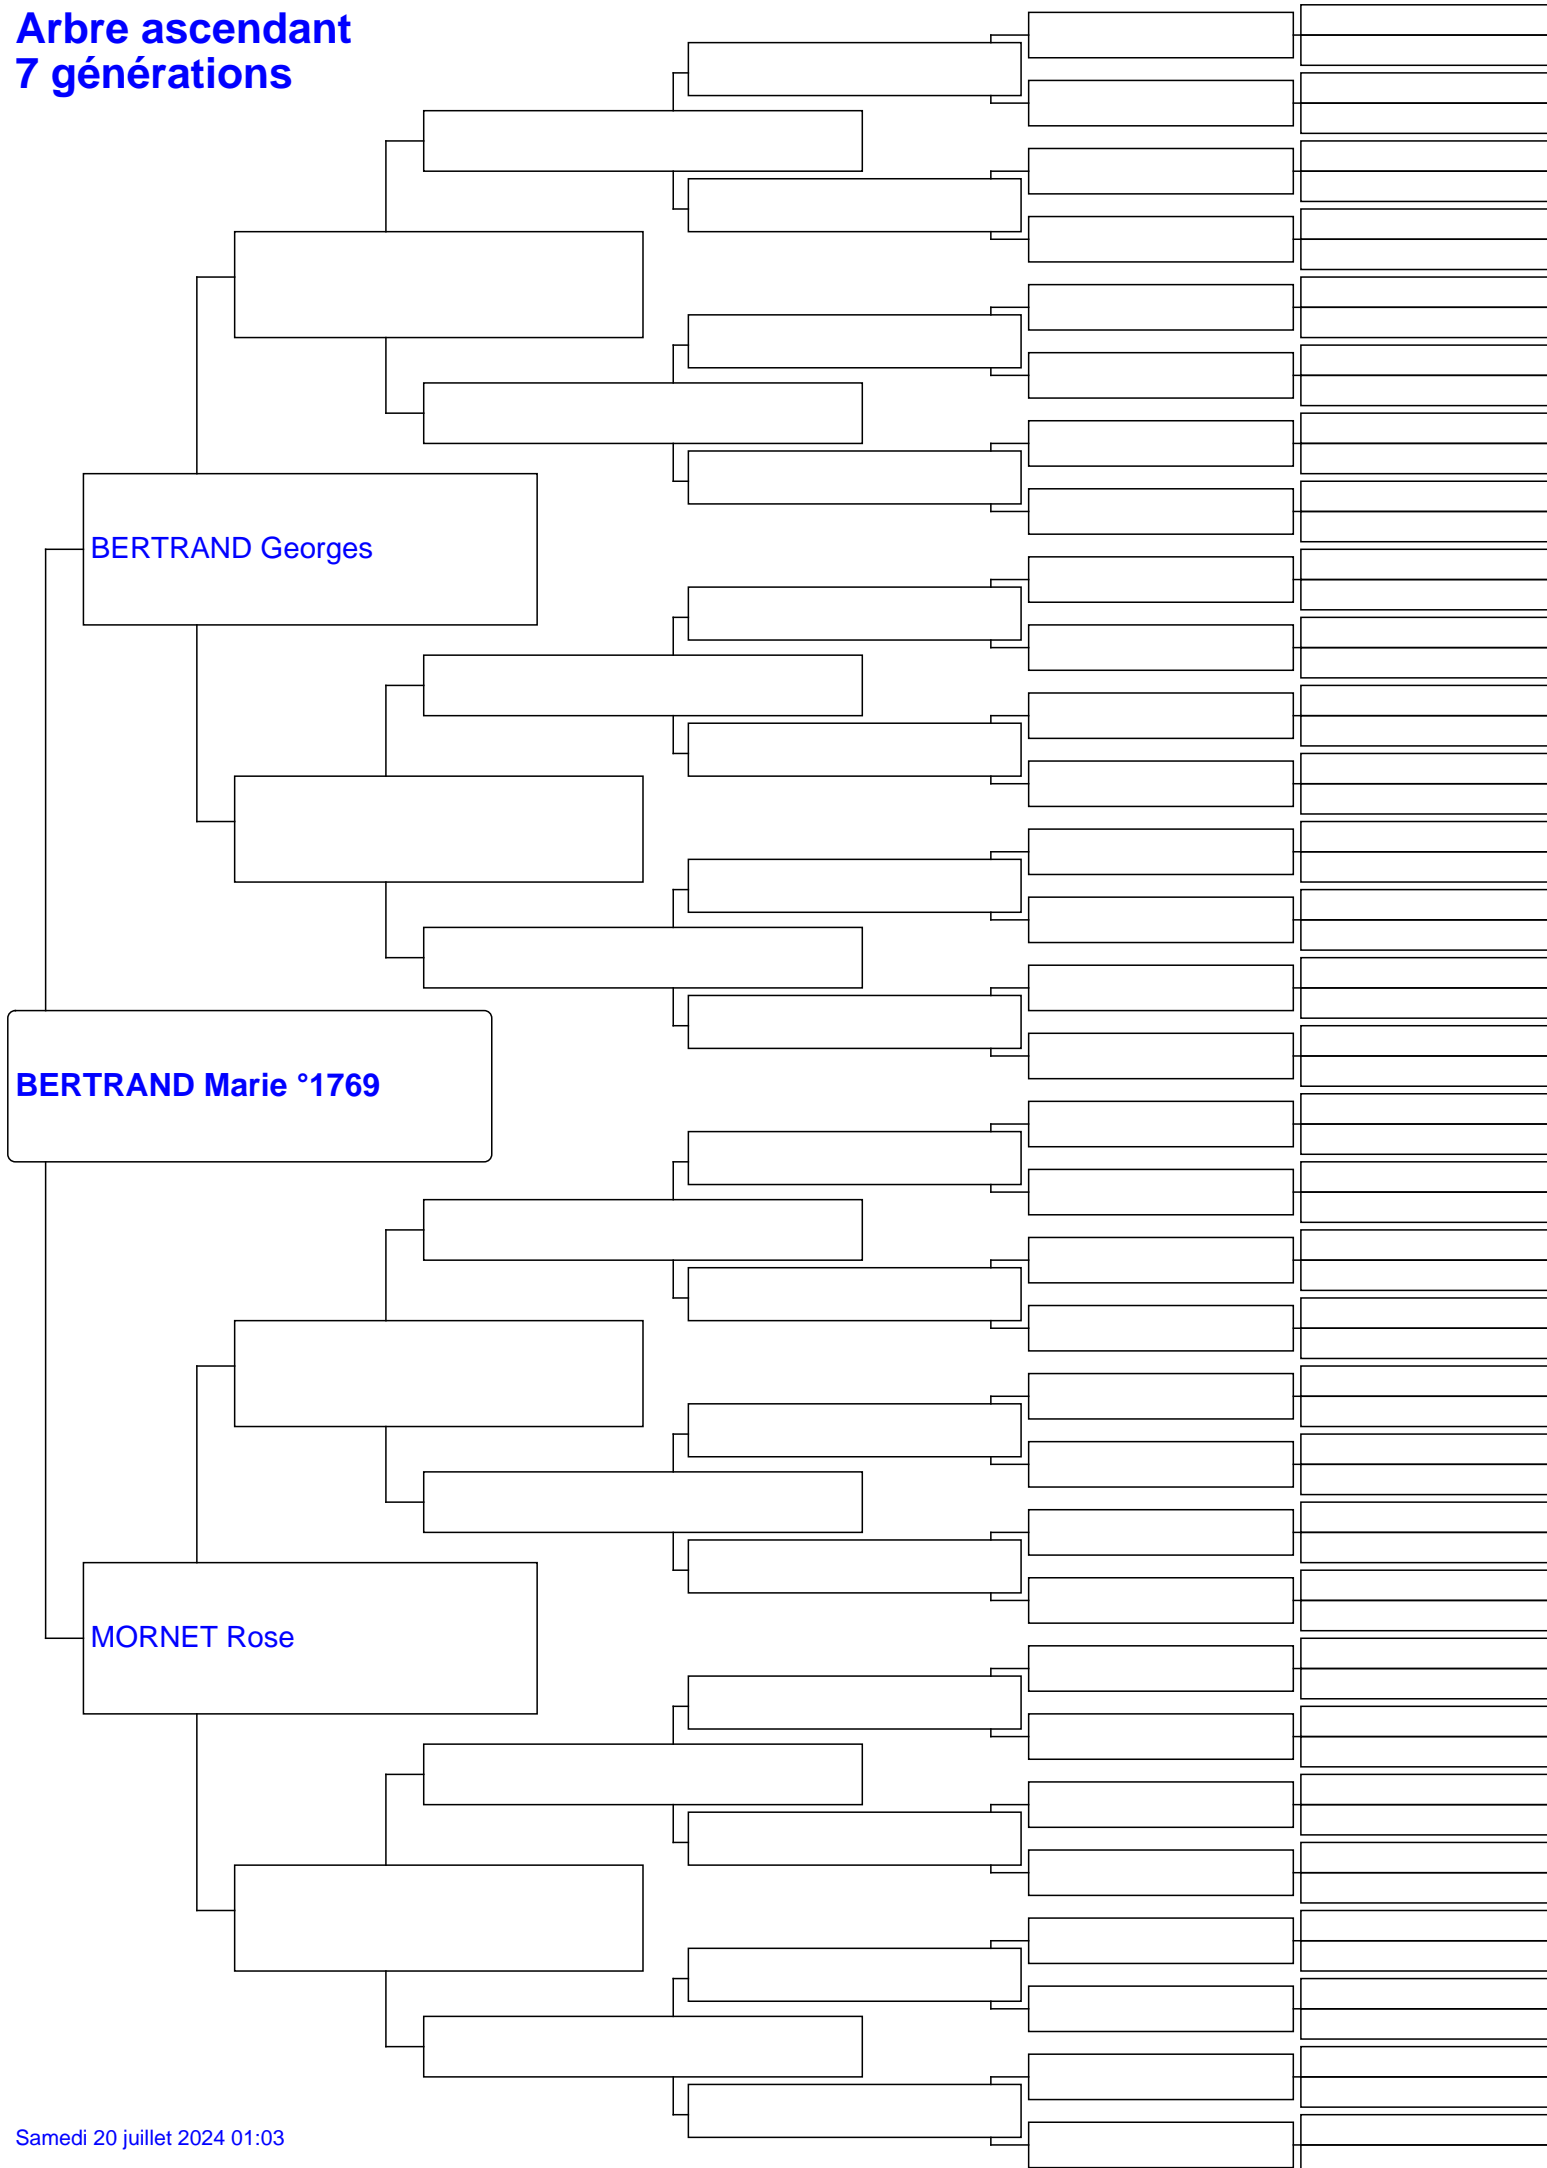 Arbre ascendant
7 générations
BERTRAND Georges
BERTRAND Marie °1769
MORNET Rose
Samedi 20 juillet 2024 01:03